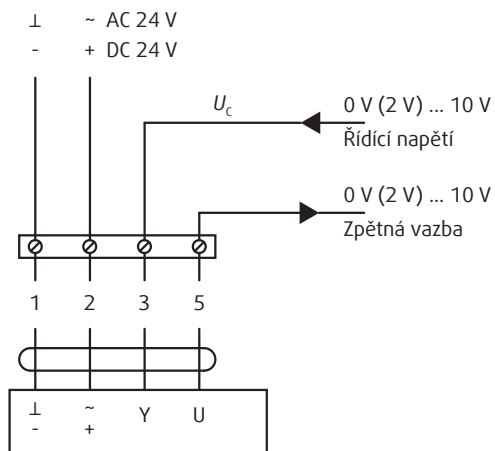 ⊥ ~ AC 24 V
- + DC 24 V
U_C 0 V (2 V) ... 10 V
Řídící napětí
0 V (2 V) ... 10 V
Zpětná vazba
1 2 3 5
⊥ ~ Y U
- +